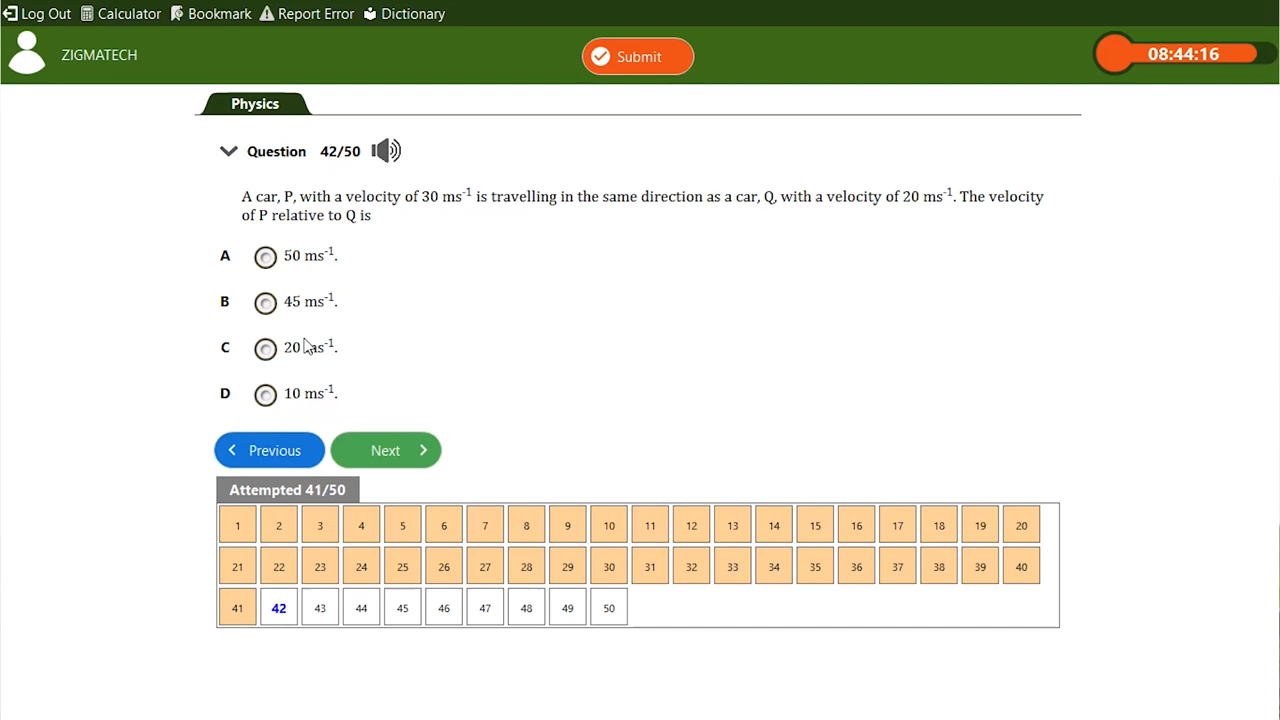 Log Out Calculator Bookmark Report Error Dictionary
ZIGMATECH
Submit
08:44:16
Physics
Question 42/50
A car, P, with a velocity of 30 ms⁻¹ is travelling in the same direction as a car, Q, with a velocity of 20 ms⁻¹. The velocity
of P relative to Q is
A 50 ms⁻¹.
B 45 ms⁻¹.
C 20 ms⁻¹.
D 10 ms⁻¹.
Previous Next
Attempted 41/50
1 2 3 4 5 6 7 8 9 10 11 12 13 14 15 16 17 18 19 20
21 22 23 24 25 26 27 28 29 30 31 32 33 34 35 36 37 38 39 40
41 42 43 44 45 46 47 48 49 50